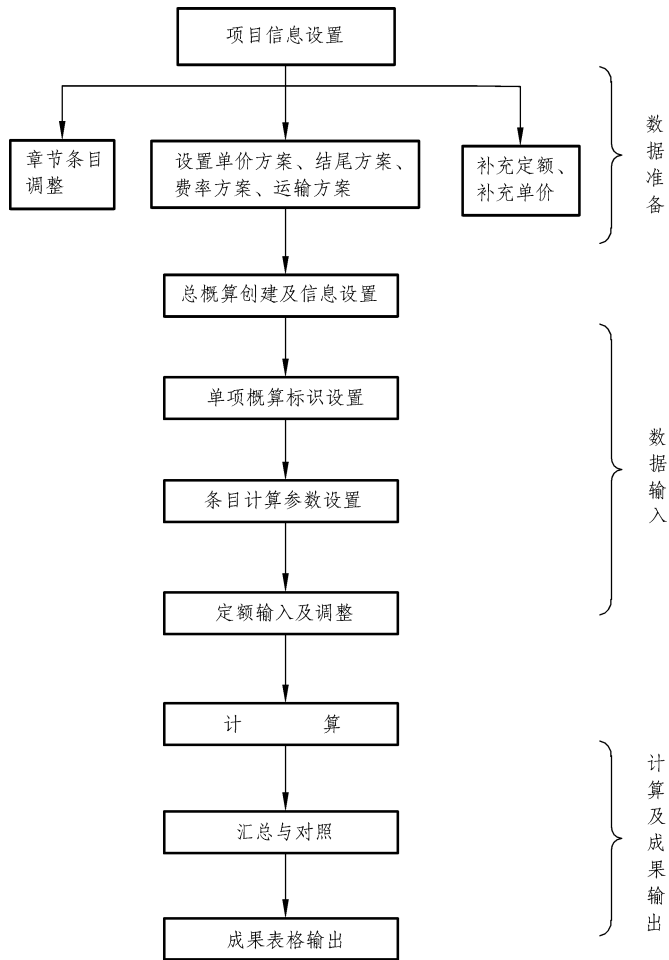 项目信息设置
章节条目
调整
设置单价方案、结尾方案、
费率方案、运输方案
补充定额、
补充单价
数据准备
总概算创建及信息设置
单项概算标识设置
条目计算参数设置
定额输入及调整
数据输入
计 算
汇总与对照
成果表格输出
计算及成果输出